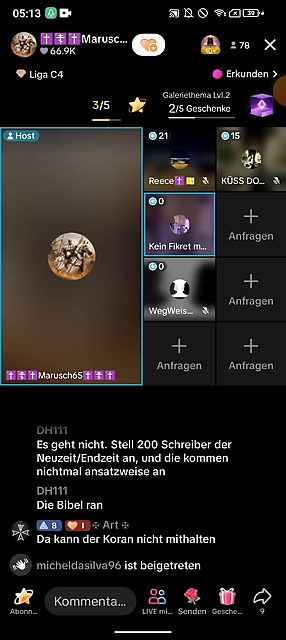 05:13
39
✝️☦️✝️Marusc...
66.9K
78
Liga C4
Erkunden >
3/5
Galeriethema Lvl.2
2/5 Geschenke
Host
21
15
Reece✝️
KÜSS DO...
0
Kein Fikret m...
Anfragen
0
WegWeis...
Anfragen
Anfragen
Anfragen
✝️☦️✝️Marusch65✝️☦️✝️
DH111
Es geht nicht. Stell 200 Schreiber der
Neuzeit/Endzeit an, und die kommen
nichtmal ansatzweise an
DH111
Die Bibel ran
8 1 ✠ Art ✠
Da kann der Koran nicht mithalten
micheldasilva96 ist beigetreten
Kommenta...
Abonn... LIVE mi... Senden Gesche... 9